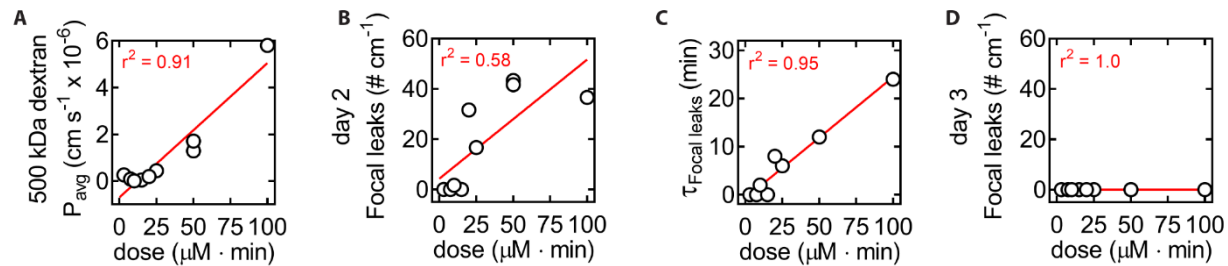 A
500 kDa dextran
P_avg (cm s⁻¹ x 10⁻⁶)
6
4
2
0
r² = 0.91
0 25 50 75 100
dose (μM · min)
B
day 2
Focal leaks (# cm⁻¹)
60
40
20
0
r² = 0.58
0 25 50 75 100
dose (μM · min)
C
τ_Focal leaks (min)
30
20
10
0
r² = 0.95
0 25 50 75 100
dose (μM · min)
D
day 3
Focal leaks (# cm⁻¹)
60
40
20
0
r² = 1.0
0 25 50 75 100
dose (μM · min)